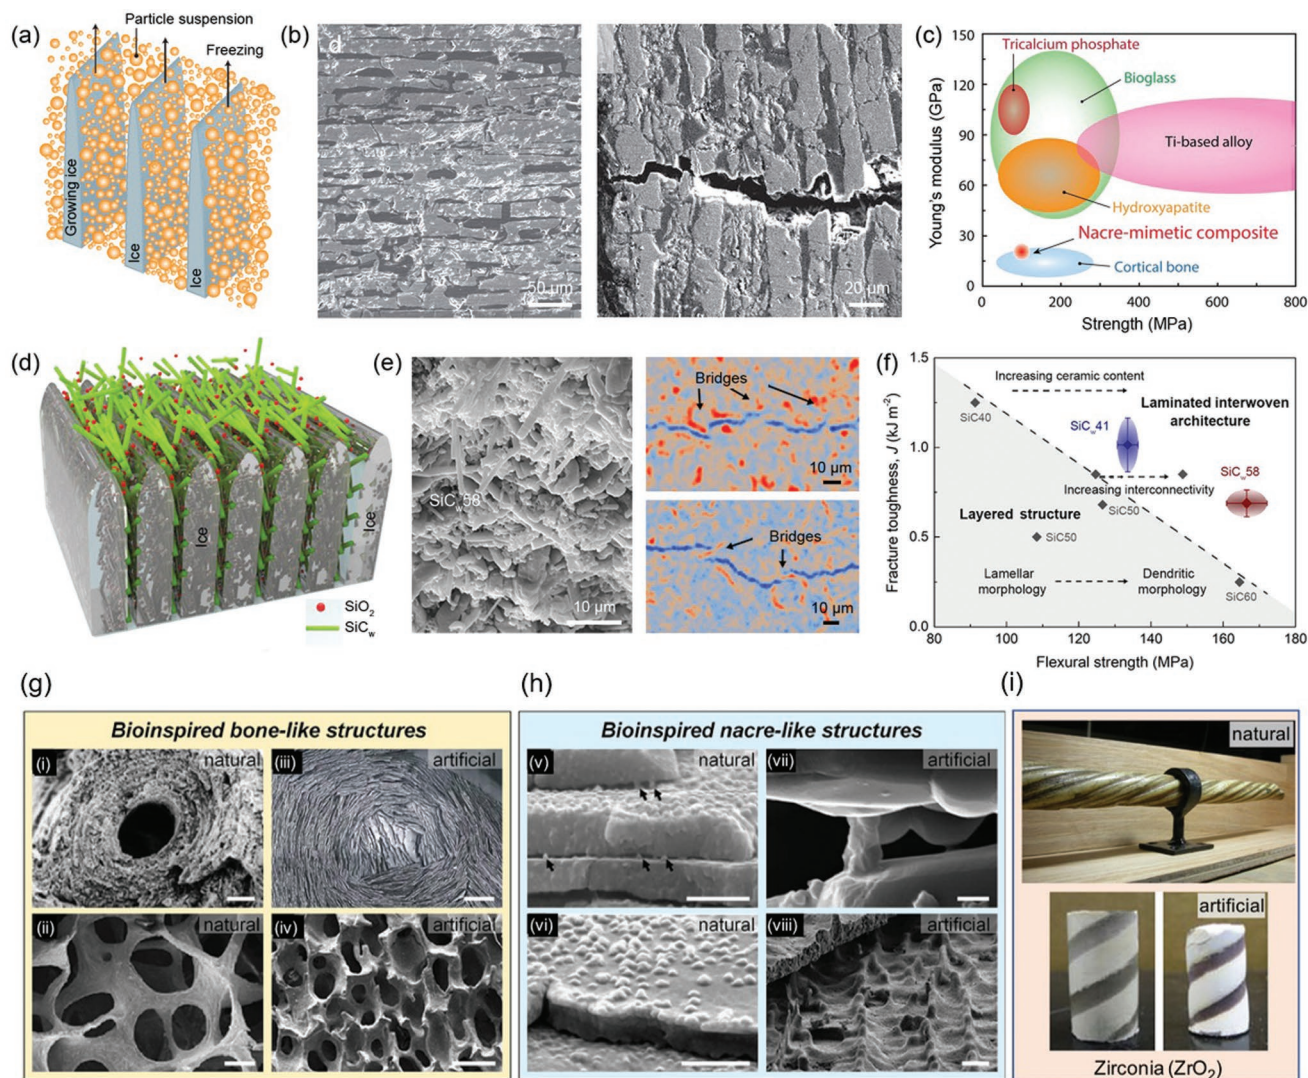 (a)
Particle suspension
Freezing
Growing ice
Ice
Ice
(b)
d
50 µm
20 µm
(c)
150
120
90
60
30
0
Young's modulus (GPa)
Tricalcium phosphate
Bioglass
Ti-based alloy
Hydroxyapatite
Nacre-mimetic composite
Cortical bone
0
200
400
600
800
Strength (MPa)
(d)
Ice
Ice
SiO₂
SiC_w
(e)
SiC_w58
10 µm
Bridges
10 µm
Bridges
10 µm
(f)
1.5
1.0
0.5
0.0
Fracture toughness, J (kJ m⁻²)
Increasing ceramic content
Laminated interwoven
architecture
SiC40
SiC_w41
SiC_w58
Increasing interconnectivity
Layered structure
SiC50
SiC50
Lamellar
morphology
Dendritic
morphology
SiC60
80
100
120
140
160
180
Flexural strength (MPa)
(g)
Bioinspired bone-like structures
(i)
natural
(iii)
artificial
(ii)
natural
(iv)
artificial
(h)
Bioinspired nacre-like structures
(v)
natural
(vii)
artificial
(vi)
natural
(viii)
artificial
(i)
natural
artificial
Zirconia (ZrO₂)